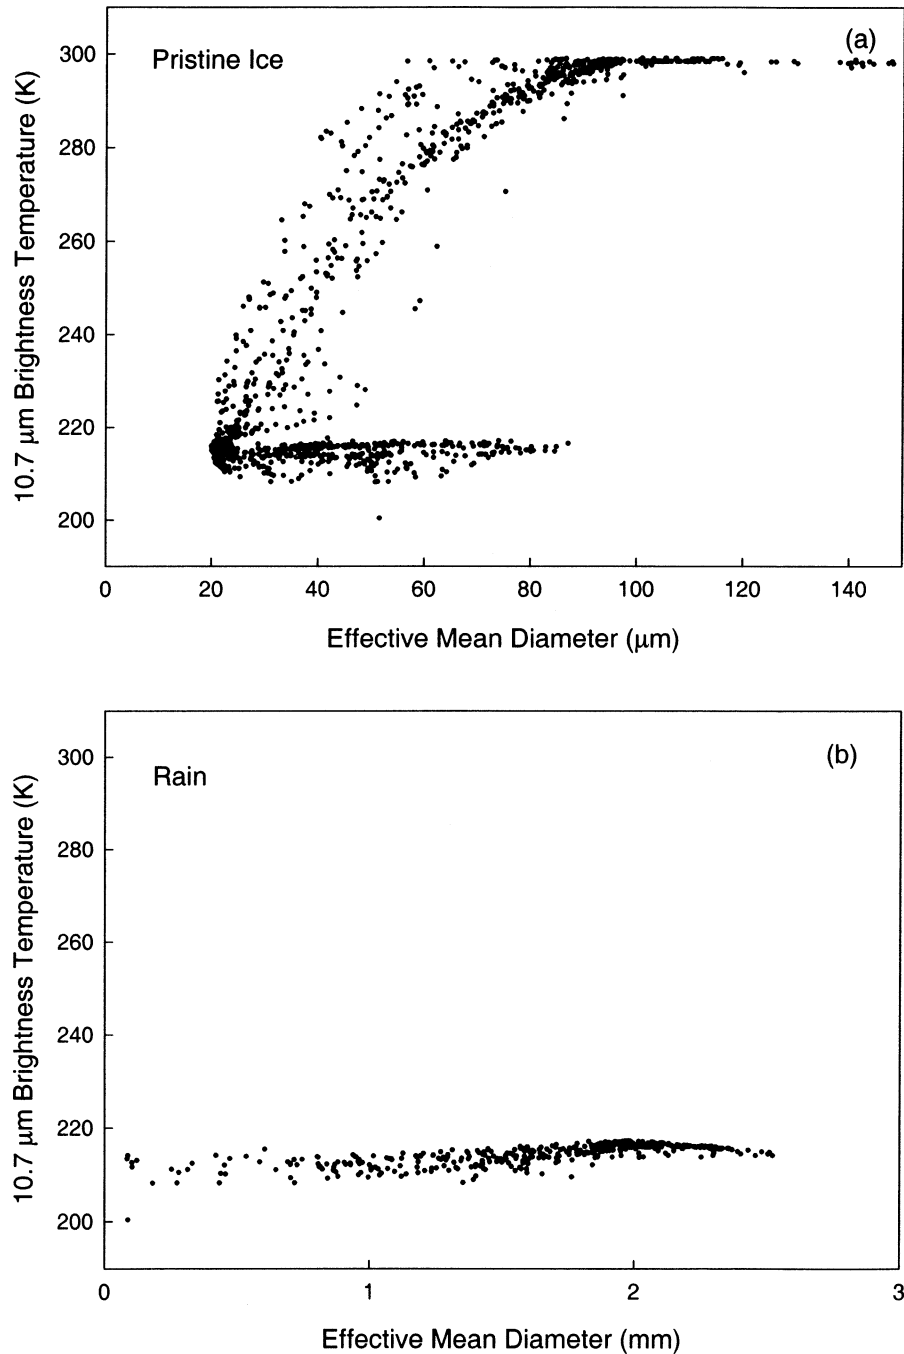 (a)
Pristine Ice
10.7 μm Brightness Temperature (K)
300
280
260
240
220
200
0 20 40 60 80 100 120 140
Effective Mean Diameter (μm)
(b)
Rain
10.7 μm Brightness Temperature (K)
300
280
260
240
220
200
0 1 2 3
Effective Mean Diameter (mm)